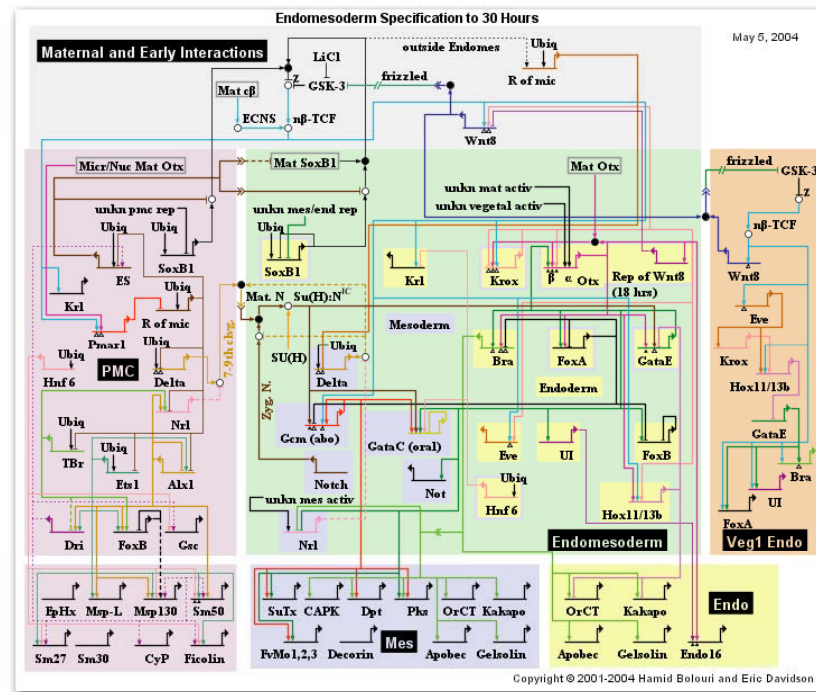 Endomesoderm Specification to 30 Hours
May 5, 2004
Maternal and Early Interactions
LiCl
outside Endomes
Ubiq
R of mic
Z
GSK-3
frizzled
Mat cβ
ECNS
nβ-TCF
Wnt8
Micr/Nuc Mat Otx
Mat SoxB1
Mat Otx
frizzled
GSK-3
Z
nβ-TCF
Wnt8
unkn mat activ
unkn vegetal activ
unkn pmc rep
Ubiq
Ubiq
ES
SoxB1
unkn mes/end rep
Ubiq
SoxB1
Krl
Krox
β
α
Otx
Rep of Wnt8
(18 hrs)
Krl
Ubiq
R of mic
Pmar1
PMC
Mat. N
Su(H):Nᴵᶜ
SU(H)
7-9th clvg.
Mesoderm
Eve
Krox
Hox11/13b
Hnf 6
Ubiq
Ubiq
Delta
Nrl
Ubiq
Delta
Bra
FoxA
GataE
Endoderm
Zyg. N.
GataE
Ubiq
TBr
Ubiq
Ets1
Alx1
Gcm (abo)
GataC (oral)
Eve
UI
FoxB
Bra
Notch
Not
Ubiq
Hnf 6
Hox11/13b
UI
FoxA
unkn mes activ
Nrl
Dri
FoxB
Gsc
Endomesoderm
Veg1 Endo
EpHx
Msp-L
Msp130
Sm50
SuTx
CAPK
Dpt
Pks
OrCT
Kakapo
OrCT
Kakapo
Endo
Sm27
Sm30
CyP
Ficolin
FvMo1,2,3
Decorin
Mes
Apobec
Gelsolin
Apobec
Gelsolin
Endo16
Copyright © 2001-2004 Hamid Bolouri and Eric Davidson